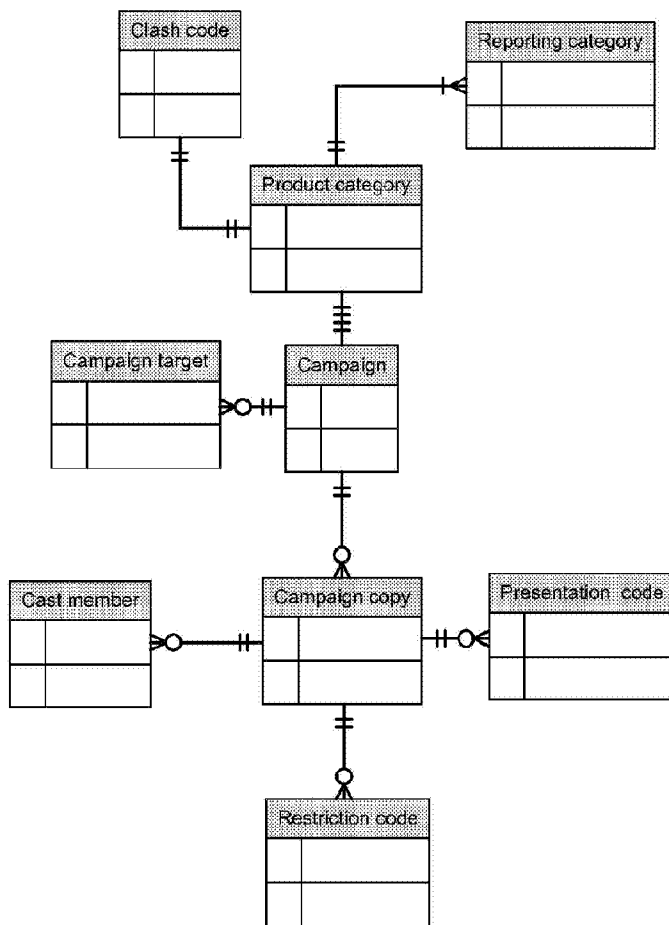 Clash code
Reporting category
Product category
Campaign target
Campaign
Cast member
Campaign copy
Presentation code
Restriction code